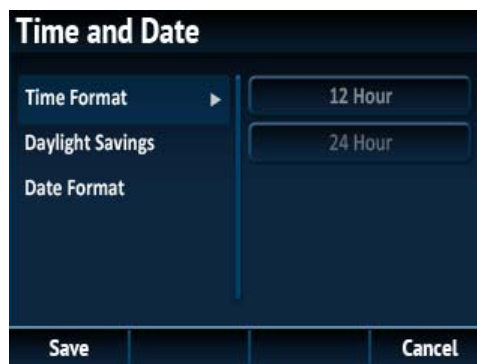 Time and Date
Time Format
Daylight Savings
Date Format
12 Hour
24 Hour
Save
Cancel